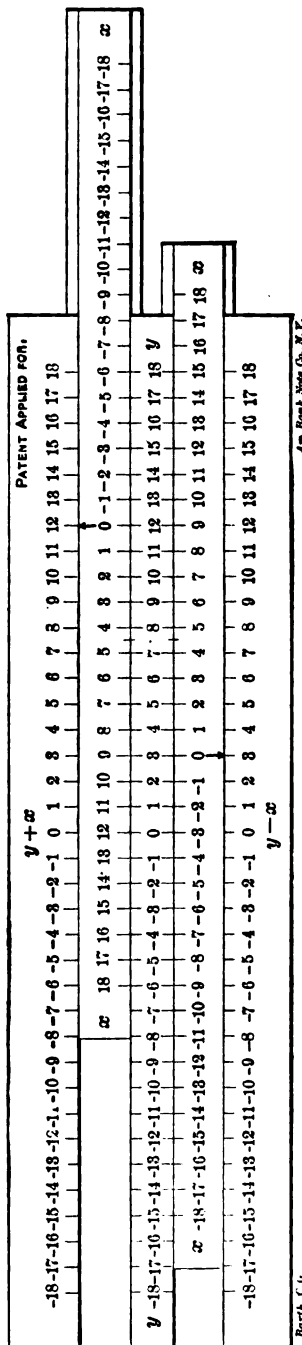 PATENT APPLIED FOR.
y + x
-18 -17 -16 -15 -14 -13 -12 -11 -10 -9 -8 -7 -6 -5 -4 -3 -2 -1 0 1 2 3 4 5 6 7 8 9 10 11 12 13 14 15 16 17 18
x 18 17 16 15 14 13 12 11 10 9 8 7 6 5 4 3 2 1 0 -1 -2 -3 -4 -5 -6 -7 -8 -9 -10 -11 -12 -13 -14 -15 -16 -17 -18 x
y -18 -17 -16 -15 -14 -13 -12 -11 -10 -9 -8 -7 -6 -5 -4 -3 -2 -1 0 1 2 3 4 5 6 7 8 9 10 11 12 13 14 15 16 17 18 y
x -18 -17 -16 -15 -14 -13 -12 -11 -10 -9 -8 -7 -6 -5 -4 -3 -2 -1 0 1 2 3 4 5 6 7 8 9 10 11 12 13 14 15 16 17 18 x
-18 -17 -16 -15 -14 -13 -12 -11 -10 -9 -8 -7 -6 -5 -4 -3 -2 -1 0 1 2 3 4 5 6 7 8 9 10 11 12 13 14 15 16 17 18
y - x
Am Bank Note Co. N.Y.